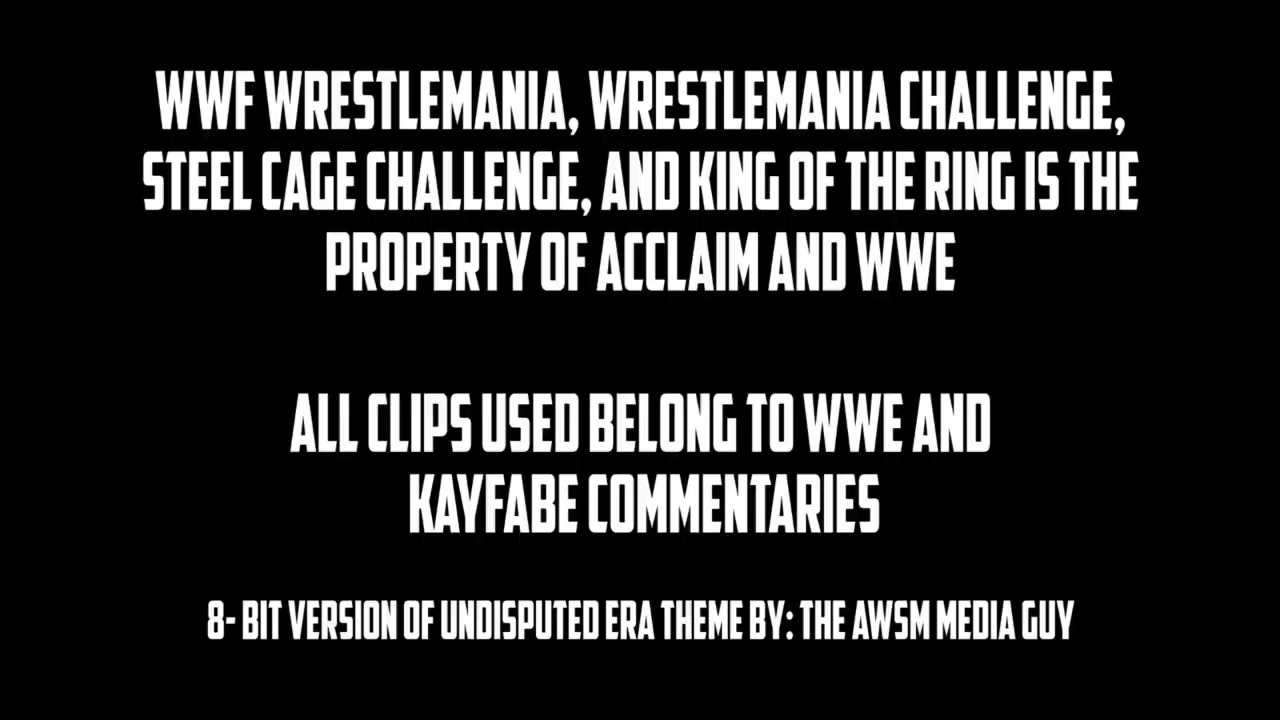 WWF WRESTLEMANIA, WRESTLEMANIA CHALLENGE,
STEEL CAGE CHALLENGE, AND KING OF THE RING IS THE
PROPERTY OF ACCLAIM AND WWE
ALL CLIPS USED BELONG TO WWE AND
KAYFABE COMMENTARIES
8- BIT VERSION OF UNDISPUTED ERA THEME BY: THE AWSM MEDIA GUY